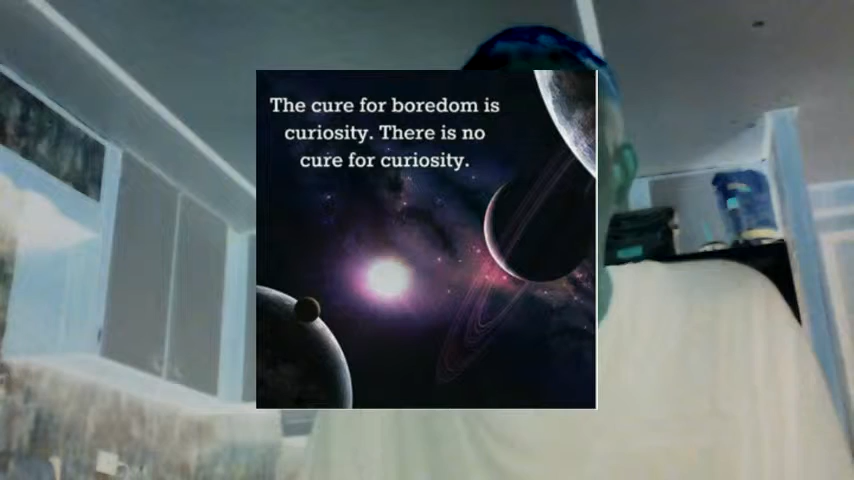 The cure for boredom is
curiosity. There is no
cure for curiosity.